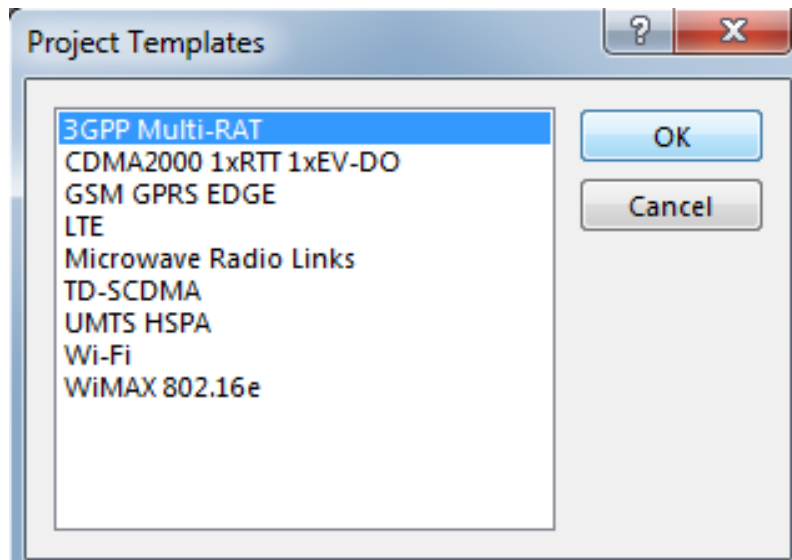 Project Templates
3GPP Multi-RAT
CDMA2000 1xRTT 1xEV-DO
GSM GPRS EDGE
LTE
Microwave Radio Links
TD-SCDMA
UMTS HSPA
Wi-Fi
WiMAX 802.16e
OK
Cancel